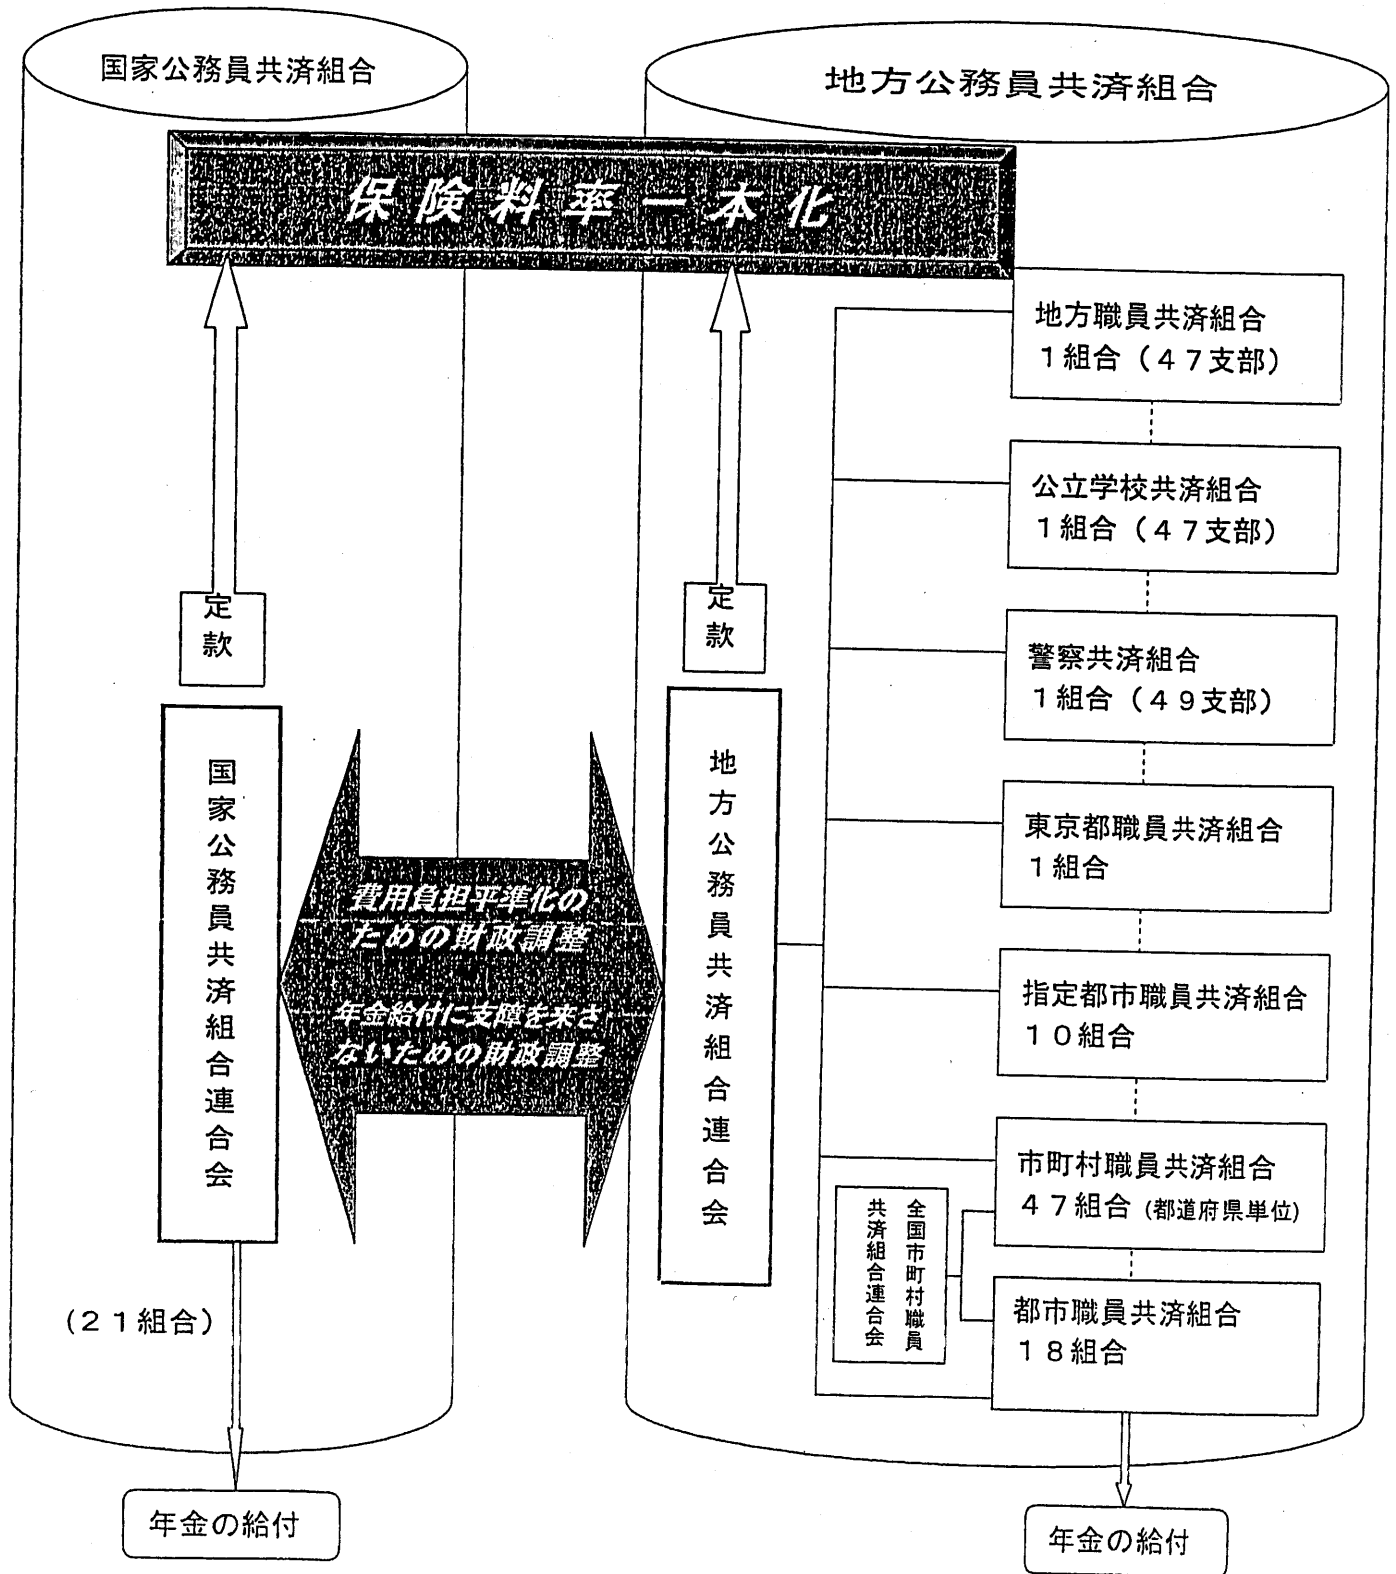 国家公務員共済組合
地方公務員共済組合
保険料率一本化
定款
定款
国家公務員共済組合連合会
費用負担平準化の
ための財政調整
年金給付に支障を来さ
ないための財政調整
地方公務員共済組合連合会
地方職員共済組合
1組合(47支部)
公立学校共済組合
1組合(47支部)
警察共済組合
1組合(49支部)
東京都職員共済組合
1組合
指定都市職員共済組合
10組合
市町村職員共済組合
47組合(都道府県単位)
全国市町村職員
共済組合連合会
都市職員共済組合
18組合
(21組合)
年金の給付
年金の給付